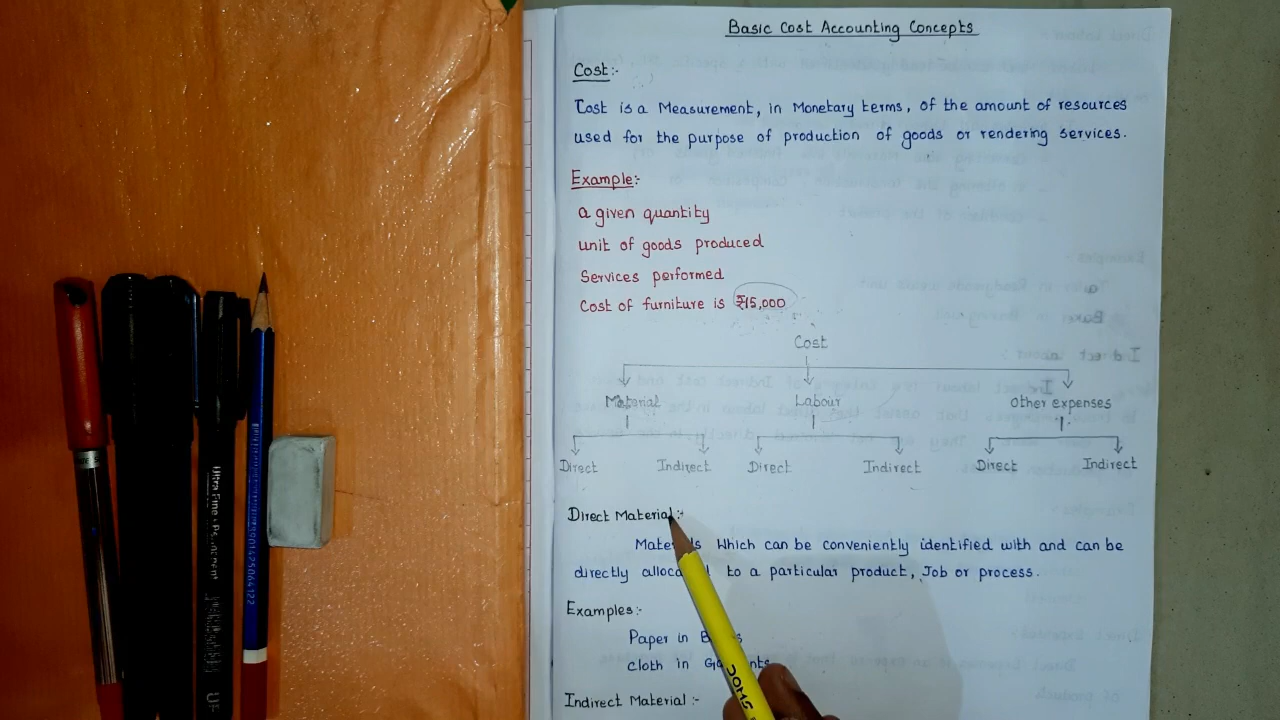 Basic Cost Accounting Concepts
Cost:-
Cost is a Measurement, in Monetary terms, of the amount of resources
used for the purpose of production of goods or rendering services.
Example:-
a given quantity
unit of goods produced
Services performed
Cost of furniture is ₹15,000
Cost
Material Labour Other expenses
Direct Indirect Direct Indirect Direct Indirect
Direct Material:-
Which can be conveniently identified with and can be
directly to a particular product, Job or process.
Examples:-
Paper in
Cloth in
Indirect Material:-
Ultra Fine Permanent
DOMS